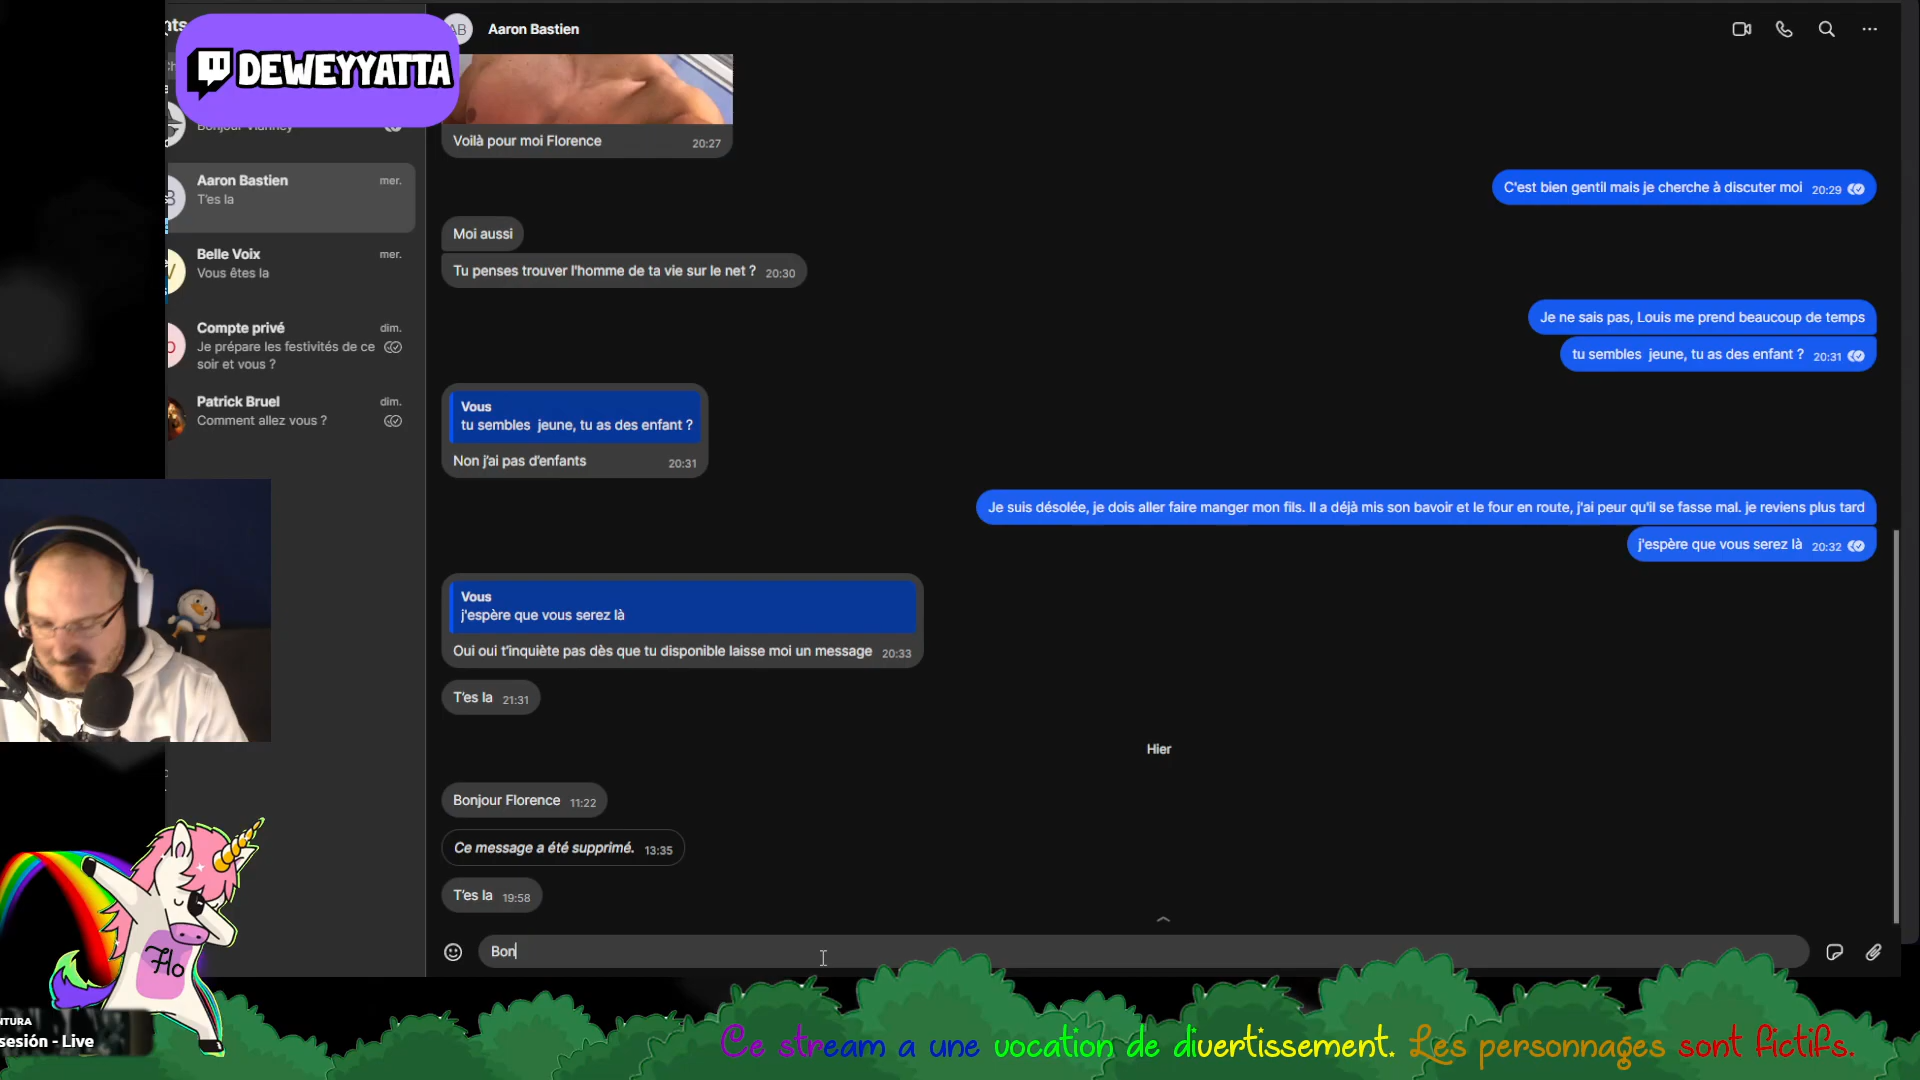 nts
DEWEYYATTA
Aaron Bastien
Bonjour Vianney
Aaron Bastien mer.
T'es la
Belle Voix mer.
Vous êtes la
Compte privé dim.
Je prépare les festivités de ce
soir et vous ?
Patrick Bruel dim.
Comment allez vous ?
AB
Voilà pour moi Florence 20:27
C'est bien gentil mais je cherche à discuter moi 20:29
Moi aussi
Tu penses trouver l'homme de ta vie sur le net ? 20:30
Je ne sais pas, Louis me prend beaucoup de temps
tu sembles jeune, tu as des enfant ? 20:31
Vous
tu sembles jeune, tu as des enfant ?
Non j'ai pas d'enfants 20:31
Je suis désolée, je dois aller faire manger mon fils. Il a déjà mis son bavoir et le four en route, j'ai peur qu'il se fasse mal. je reviens plus tard
j'espère que vous serez là 20:32
Vous
j'espère que vous serez là
Oui oui t'inquiète pas dès que tu disponible laisse moi un message 20:33
T'es la 21:31
Hier
Bonjour Florence 11:22
Ce message a été supprimé. 13:35
T'es la 19:58
Bon
Flo
NTURA
sesión - Live
Ce stream a une vocation de divertissement. Les personnages sont fictifs.